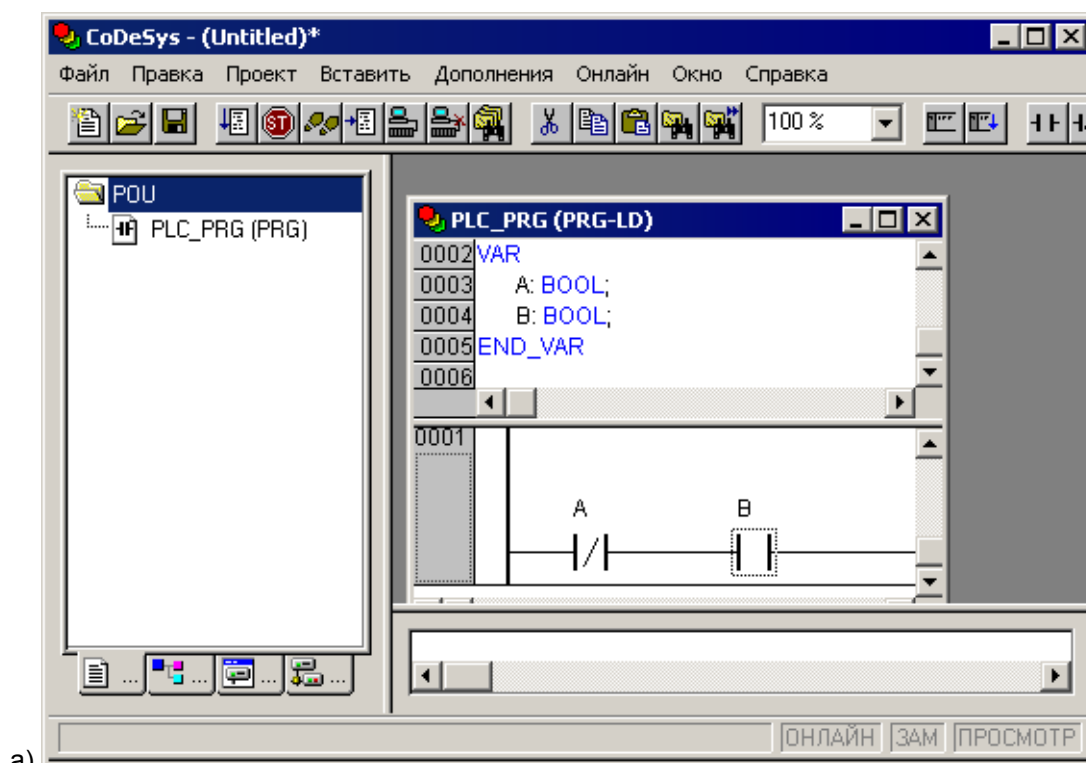 CoDeSys - (Untitled)*
Файл Правка Проект Вставить Дополнения Онлайн Окно Справка
ST 100 %
POU
PLC_PRG (PRG)
PLC_PRG (PRG-LD)
0002 VAR
0003 A: BOOL;
0004 B: BOOL;
0005 END_VAR
0006
0001
A B
... ... ... ...
ОНЛАЙН ЗАМ ПРОСМОТР
а)